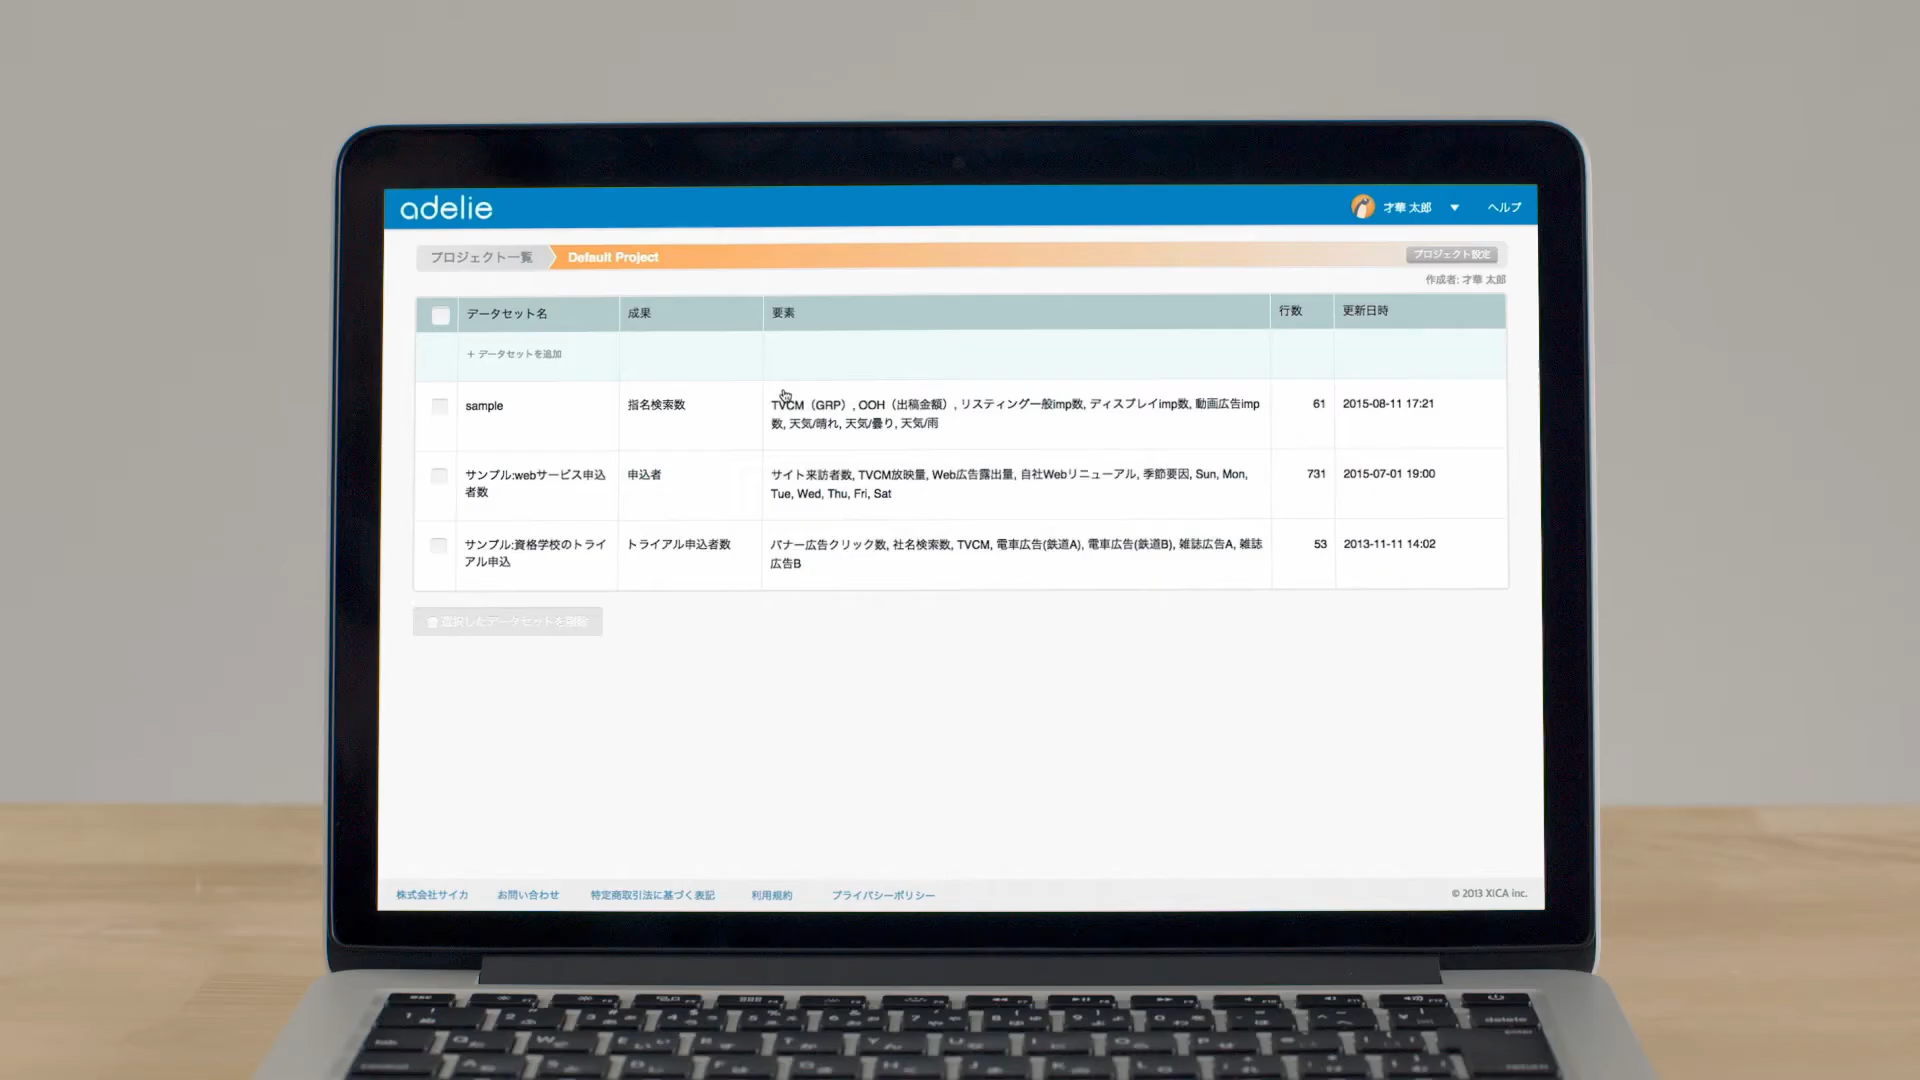 adelie
才華 太郎 ▼ ヘルプ
プロジェクト一覧 Default Project プロジェクト設定
作成者: 才華 太郎
データセット名 成果 要素 行数 更新日時
+ データセットを追加
sample 指名検索数 TVCM（GRP）, OOH（出稿金額）, リスティング一般imp数, ディスプレイimp数, 動画広告imp 61 2015-08-11 17:21
数, 天気/晴れ, 天気/曇り, 天気/雨
サンプル:webサービス申込 申込者 サイト来訪者数, TVCM放映量, Web広告露出量, 自社Webリニューアル, 季節要因, Sun, Mon, 731 2015-07-01 19:00
者数 Tue, Wed, Thu, Fri, Sat
サンプル:資格学校のトライ トライアル申込者数 バナー広告クリック数, 社名検索数, TVCM, 電車広告(鉄道A), 電車広告(鉄道B), 雑誌広告A, 雑誌 53 2013-11-11 14:02
アル申込 広告B
選択したデータセットを削除
株式会社サイカ お問い合わせ 特定商取引法に基づく表記 利用規約 プライバシーポリシー © 2013 XICA inc.